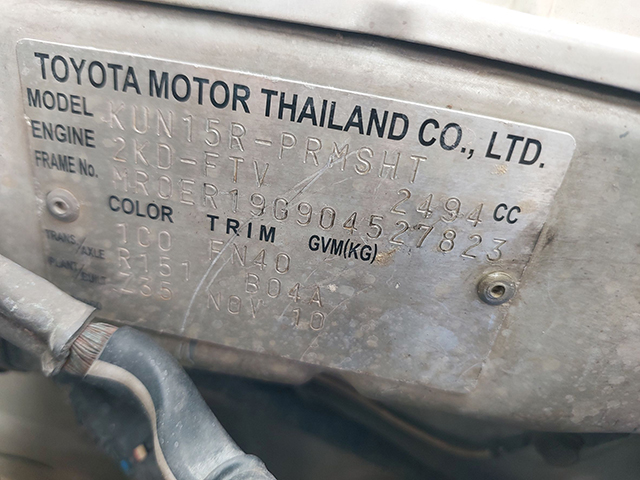 TOYOTA MOTOR THAILAND CO., LTD.
MODEL KUN15R-PRMSHT
ENGINE 2KD-FTV 2494 CC
FRAME No. MR0ER19G904527823
COLOR TRIM GVM(KG)
100 FN40
TRANS/AXLE R151 B04A
PLANT/ Z35 NOV 10